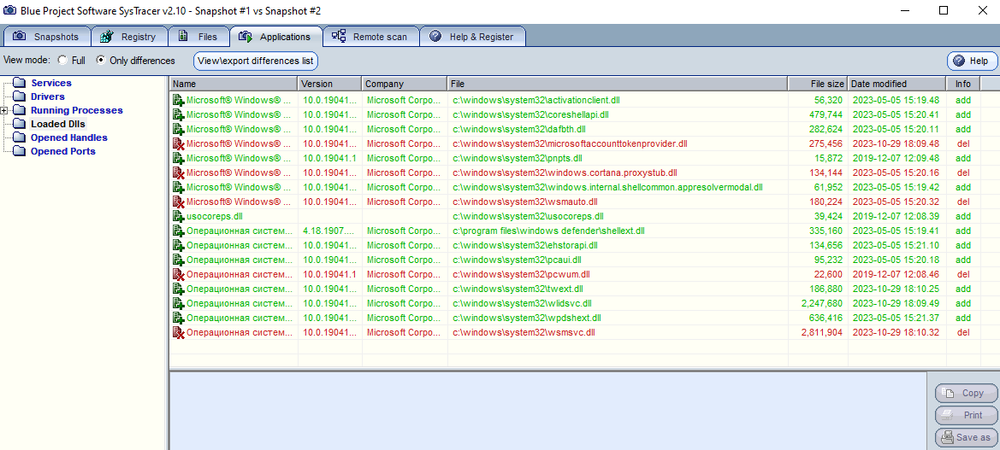 Blue Project Software SysTracer v2.10 - Snapshot #1 vs Snapshot #2
Snapshots Registry Files Applications Remote scan Help & Register
View mode: Full Only differences View\export differences list Help
Services
Drivers
Running Processes
Loaded Dlls
Opened Handles
Opened Ports
Name Version Company File File size Date modified Info
Microsoft® Windows® ... 10.0.19041... Microsoft Corpo... c:\windows\system32\activationclient.dll 56,320 2023-05-05 15:19.48 add
Microsoft® Windows® ... 10.0.19041... Microsoft Corpo... c:\windows\system32\coreshellapi.dll 479,744 2023-05-05 15:20.41 add
Microsoft® Windows® ... 10.0.19041... Microsoft Corpo... c:\windows\system32\dafbth.dll 282,624 2023-05-05 15:20.11 add
Microsoft® Windows® ... 10.0.19041... Microsoft Corpo... c:\windows\system32\microsoftaccounttokenprovider.dll 275,456 2023-10-29 18:09.48 del
Microsoft® Windows® ... 10.0.19041.1 Microsoft Corpo... c:\windows\system32\pnpts.dll 15,872 2019-12-07 12:09.48 add
Microsoft® Windows® ... 10.0.19041... Microsoft Corpo... c:\windows\system32\windows.cortana.proxystub.dll 134,144 2023-05-05 15:20.16 del
Microsoft® Windows® ... 10.0.19041... Microsoft Corpo... c:\windows\system32\windows.internal.shellcommon.appresolvermodal.dll 61,952 2023-05-05 15:19.42 add
Microsoft® Windows® ... 10.0.19041... Microsoft Corpo... c:\windows\system32\wsmauto.dll 180,224 2023-05-05 15:20.32 del
usocoreps.dll c:\windows\system32\usocoreps.dll 39,424 2019-12-07 12:08.39 add
Операционная систем... 4.18.1907.... Microsoft Corpo... c:\program files\windows defender\shellext.dll 335,160 2023-05-05 15:19.41 add
Операционная систем... 10.0.19041... Microsoft Corpo... c:\windows\system32\ehstorapi.dll 134,656 2023-05-05 15:21.10 add
Операционная систем... 10.0.19041... Microsoft Corpo... c:\windows\system32\pcaui.dll 95,232 2023-05-05 15:20.18 add
Операционная систем... 10.0.19041.1 Microsoft Corpo... c:\windows\system32\pcwum.dll 22,600 2019-12-07 12:08.46 del
Операционная систем... 10.0.19041... Microsoft Corpo... c:\windows\system32\twext.dll 186,880 2023-10-29 18:10.25 add
Операционная систем... 10.0.19041... Microsoft Corpo... c:\windows\system32\wlidsvc.dll 2,247,680 2023-10-29 18:09.49 add
Операционная систем... 10.0.19041... Microsoft Corpo... c:\windows\system32\wpdshext.dll 636,416 2023-05-05 15:21.37 add
Операционная систем... 10.0.19041... Microsoft Corpo... c:\windows\system32\wsmsvc.dll 2,811,904 2023-10-29 18:10.32 del
Copy
Print
Save as